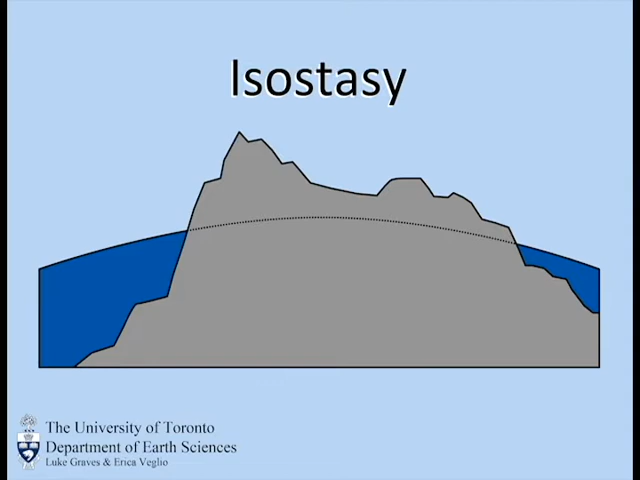 Isostasy
The University of Toronto
Department of Earth Sciences
Luke Graves & Erica Veglio